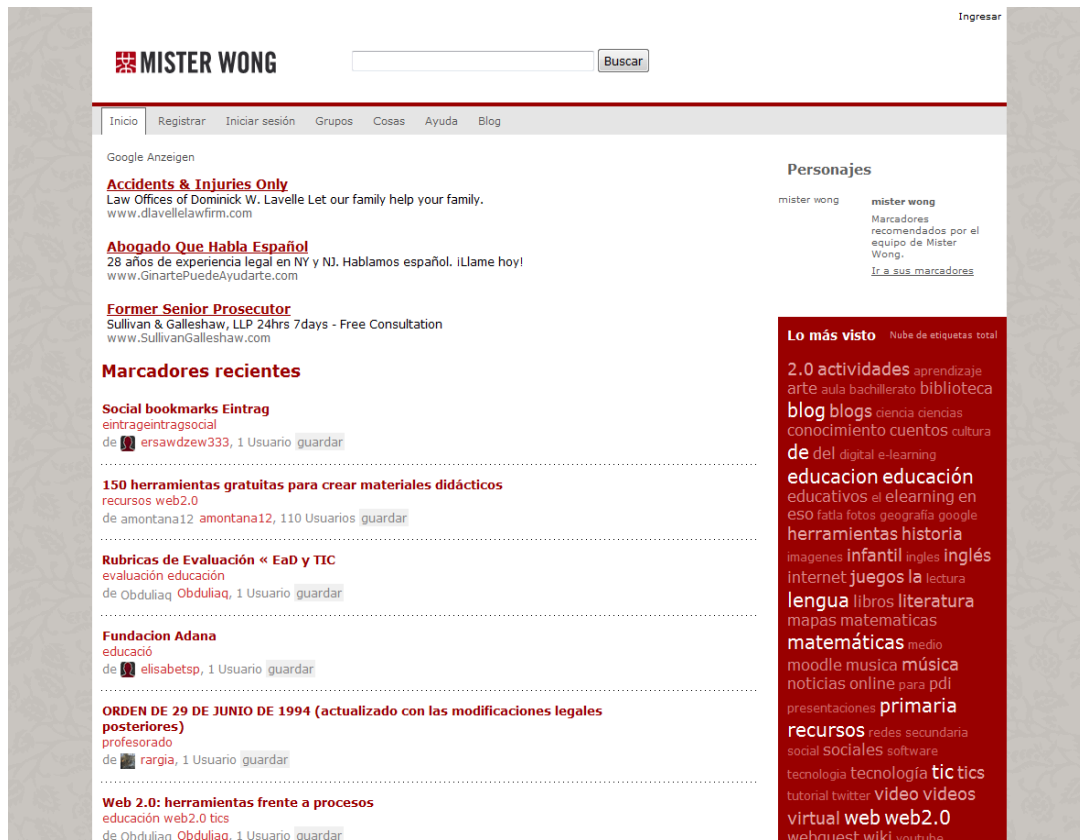 Ingresar
MISTER WONG
Buscar
Inicio Registrar Iniciar sesión Grupos Cosas Ayuda Blog
Google Anzeigen
Accidents & Injuries Only
Law Offices of Dominick W. Lavelle Let our family help your family.
www.dlavellelawfirm.com
Abogado Que Habla Español
28 años de experiencia legal en NY y NJ. Hablamos español. ¡Llame hoy!
www.GinartePuedeAyudarte.com
Former Senior Prosecutor
Sullivan & Galleshaw, LLP 24hrs 7days - Free Consultation
www.SullivanGalleshaw.com
Marcadores recientes
Social bookmarks Eintrag
eintrageintragsocial
de ersawdzew333, 1 Usuario guardar
150 herramientas gratuitas para crear materiales didácticos
recursos web2.0
de amontana12 amontana12, 110 Usuarios guardar
Rubricas de Evaluación « EaD y TIC
evaluación educación
de Obduliaq Obduliaq, 1 Usuario guardar
Fundacion Adana
educació
de elisabetsp, 1 Usuario guardar
ORDEN DE 29 DE JUNIO DE 1994 (actualizado con las modificaciones legales
posteriores)
profesorado
de rargia, 1 Usuario guardar
Web 2.0: herramientas frente a procesos
educación web2.0 tics
de Obduliaq Obduliaq, 1 Usuario guardar
Personajes
mister wong
mister wong
Marcadores
recomendados por el
equipo de Mister
Wong.
Ir a sus marcadores
Lo más visto Nube de etiquetas total
2.0 actividades aprendizaje
arte aula bachillerato biblioteca
blog blogs ciencia ciencias
conocimiento cuentos cultura
de del digital e-learning
educacion educación
educativos el elearning en
eso fatla fotos geografía google
herramientas historia
imagenes infantil ingles inglés
internet juegos la lectura
lengua libros literatura
mapas matematicas
matemáticas medio
moodle musica música
noticias online para pdi
presentaciones primaria
recursos redes secundaria
social sociales software
tecnologia tecnología tic tics
tutorial twitter video videos
virtual web web2.0
webquest wiki youtube